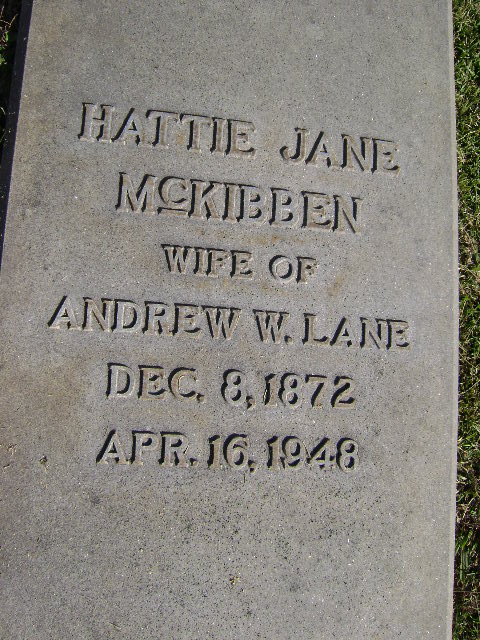 HATTIE JANE
McKIBBEN
WIFE OF
ANDREW W. LANE
DEC. 8, 1872
APR. 16, 1948